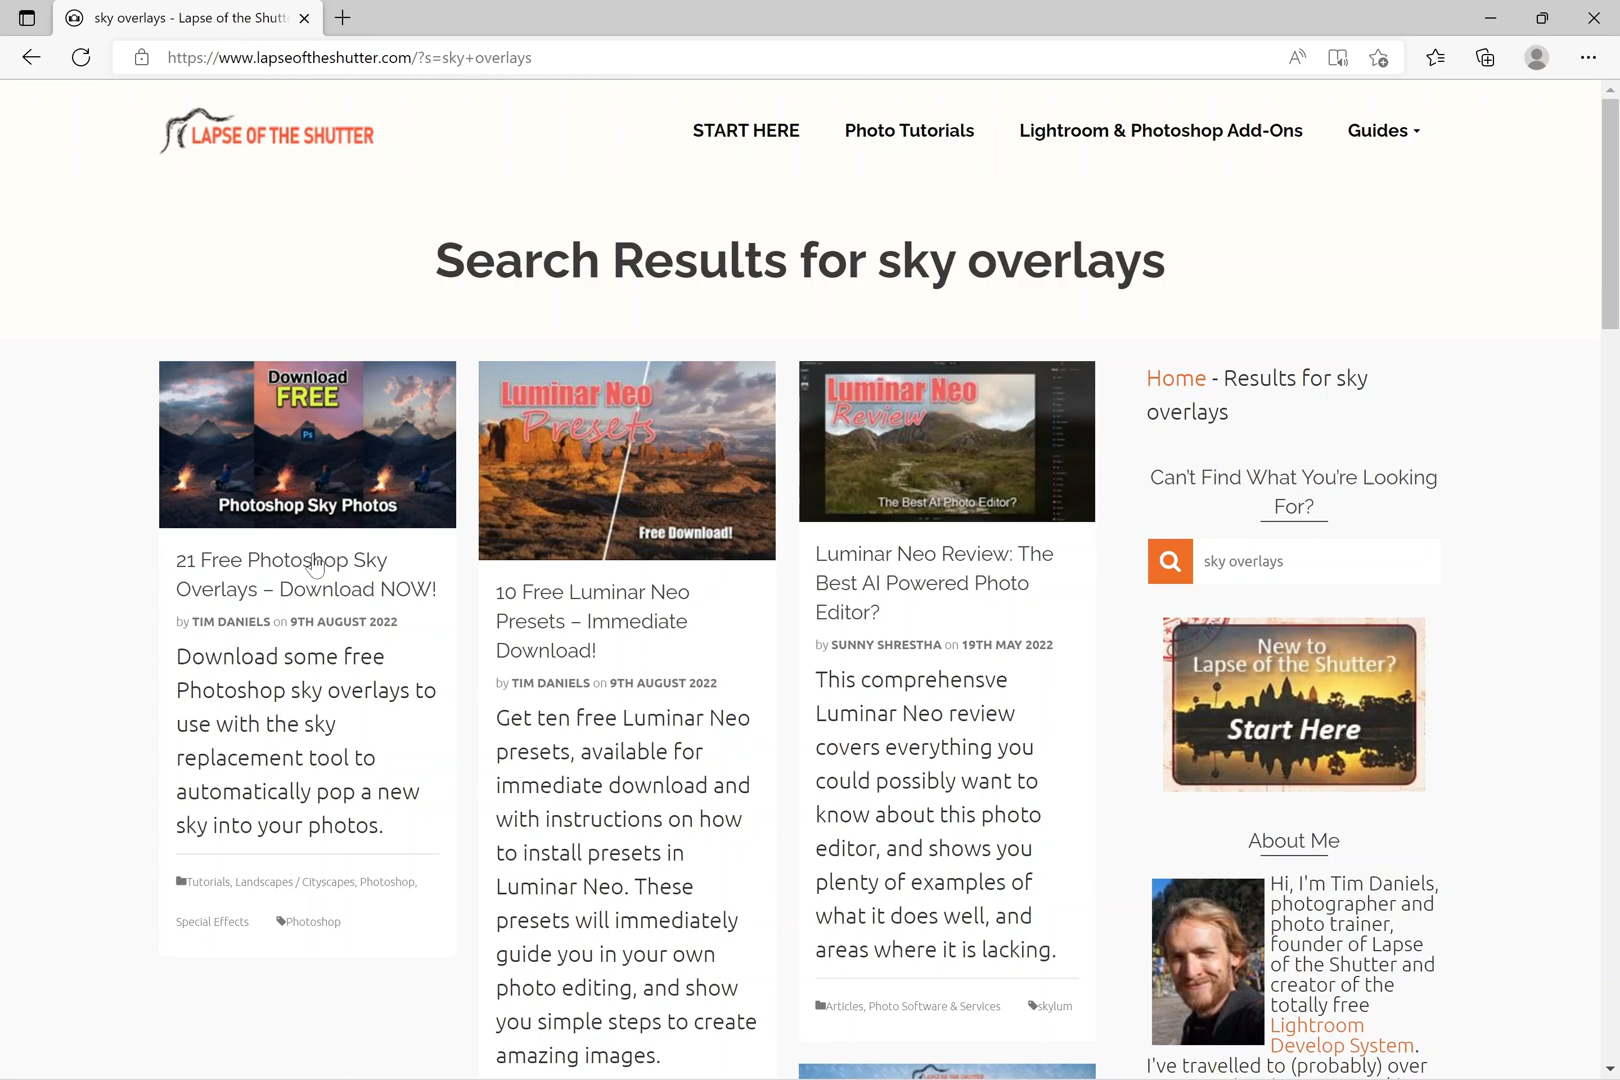 sky overlays - Lapse of the Shutt
https://www.lapseoftheshutter.com/?s=sky+overlays
LAPSE OF THE SHUTTER
START HERE
Photo Tutorials
Lightroom & Photoshop Add-Ons
Guides
Search Results for sky overlays
Download
FREE
Ps
Photoshop Sky Photos
21 Free Photoshop Sky
Overlays – Download NOW!
by TIM DANIELS on 9TH AUGUST 2022
Download some free
Photoshop sky overlays to
use with the sky
replacement tool to
automatically pop a new
sky into your photos.
Tutorials, Landscapes / Cityscapes, Photoshop,
Special Effects
Photoshop
Luminar Neo
Presets
Free Download!
10 Free Luminar Neo
Presets – Immediate
Download!
by TIM DANIELS on 9TH AUGUST 2022
Get ten free Luminar Neo
presets, available for
immediate download and
with instructions on how
to install presets in
Luminar Neo. These
presets will immediately
guide you in your own
photo editing, and show
you simple steps to create
amazing images.
Luminar Neo
Review
The Best AI Photo Editor?
Luminar Neo Review: The
Best AI Powered Photo
Editor?
by SUNNY SHRESTHA on 19TH MAY 2022
This comprehensve
Luminar Neo review
covers everything you
could possibly want to
know about this photo
editor, and shows you
plenty of examples of
what it does well, and
areas where it is lacking.
Articles, Photo Software & Services
skylum
LAPSE OF THE SHUTTER
Home - Results for sky
overlays
Can't Find What You're Looking
For?
sky overlays
New to
Lapse of the Shutter?
Start Here
About Me
Hi, I'm Tim Daniels,
photographer and
photo trainer,
founder of Lapse
of the Shutter and
creator of the
totally free
Lightroom
Develop System.
I've travelled to (probably) over